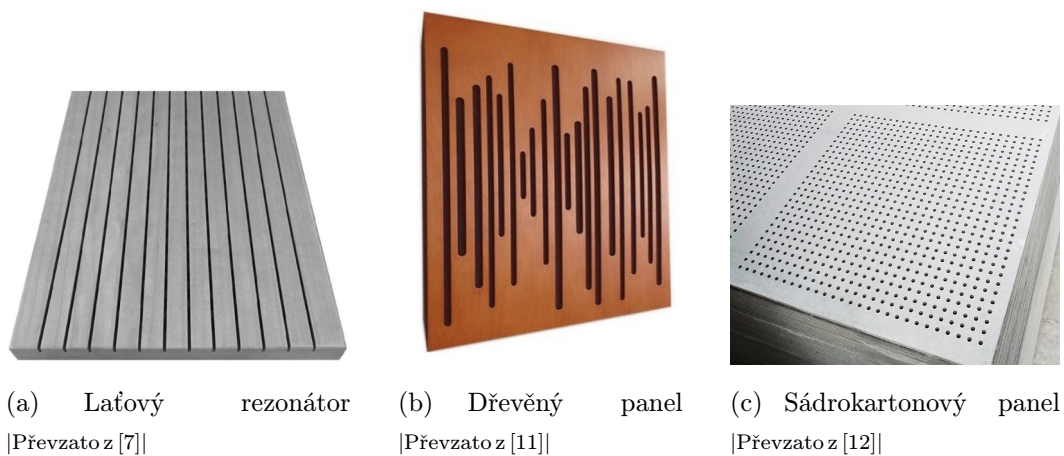 (a) Laťový rezonátor
|Převzato z [7]|
(b) Dřevěný panel
|Převzato z [11]|
(c) Sádrokartonový panel
|Převzato z [12]|